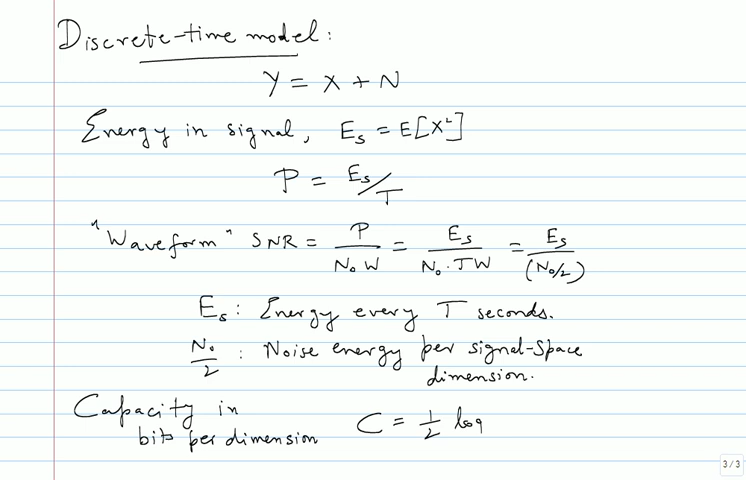 Discrete-time model:
Y = X + N
Energy in signal, Es = E[X²]
P = Es/T
"Waveform" SNR = P / N₀W = Es / N₀·TW = Es / (N₀/2)
Es : Energy every T seconds.
N₀/2 : Noise energy per signal-space
dimension.
Capacity in
bits per dimension C = 1/2 log
3 / 3